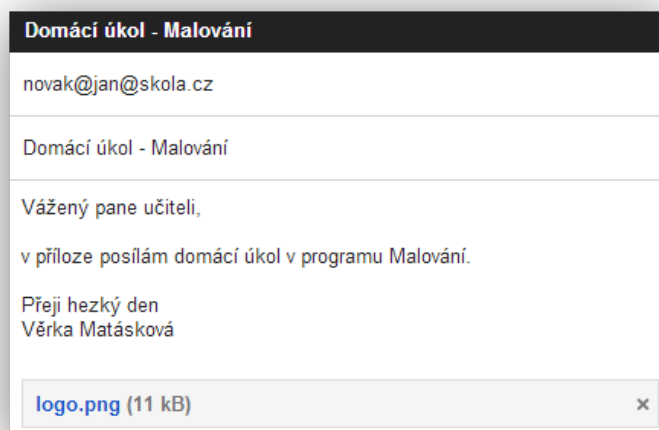 Domácí úkol - Malování
novak@jan@skola.cz
Domácí úkol - Malování
Vážený pane učiteli,
v příloze posílám domácí úkol v programu Malování.
Přeji hezký den
Věrka Matásková
logo.png (11 kB) ×